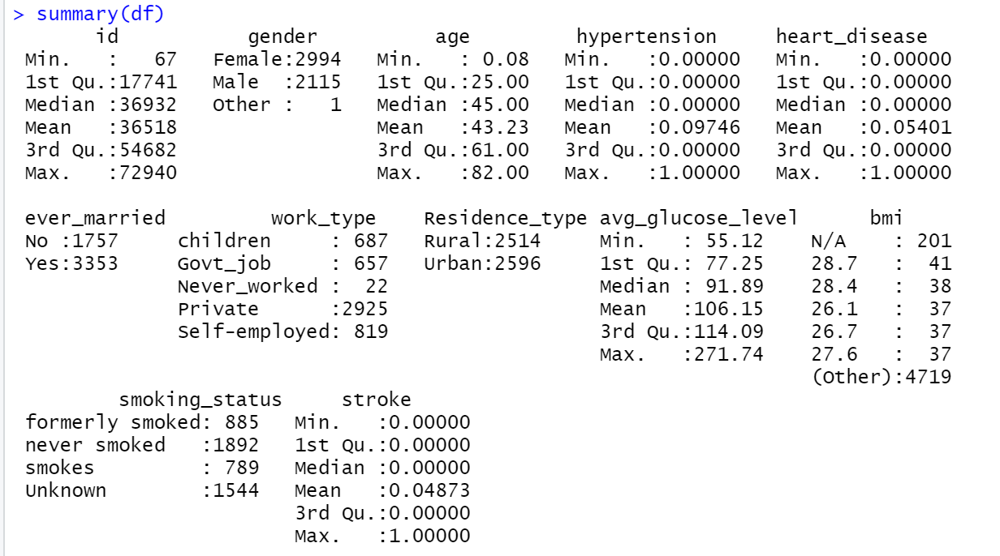 > summary(df)
      id            gender          age          hypertension     heart_disease
Min.   :   67   Female:2994   Min.   : 0.08   Min.   :0.00000   Min.   :0.00000
1st Qu.:17741   Male  :2115   1st Qu.:25.00   1st Qu.:0.00000   1st Qu.:0.00000
Median :36932   Other :   1   Median :45.00   Median :0.00000   Median :0.00000
Mean   :36518                 Mean   :43.23   Mean   :0.09746   Mean   :0.05401
3rd Qu.:54682                 3rd Qu.:61.00   3rd Qu.:0.00000   3rd Qu.:0.00000
Max.   :72940                 Max.   :82.00   Max.   :1.00000   Max.   :1.00000
ever_married         work_type    Residence_type avg_glucose_level      bmi
No :1757     children     : 687   Rural:2514     Min.   : 55.12    N/A    : 201
Yes:3353     Govt_job     : 657   Urban:2596     1st Qu.: 77.25    28.7   :  41
             Never_worked :  22                  Median : 91.89    28.4   :  38
             Private      :2925                  Mean   :106.15    26.1   :  37
             Self-employed: 819                  3rd Qu.:114.09    26.7   :  37
                                                 Max.   :271.74    27.6   :  37
                                                                   (Other):4719
        smoking_status     stroke
formerly smoked: 885   Min.   :0.00000
never smoked   :1892   1st Qu.:0.00000
smokes         : 789   Median :0.00000
Unknown        :1544   Mean   :0.04873
                       3rd Qu.:0.00000
                       Max.   :1.00000